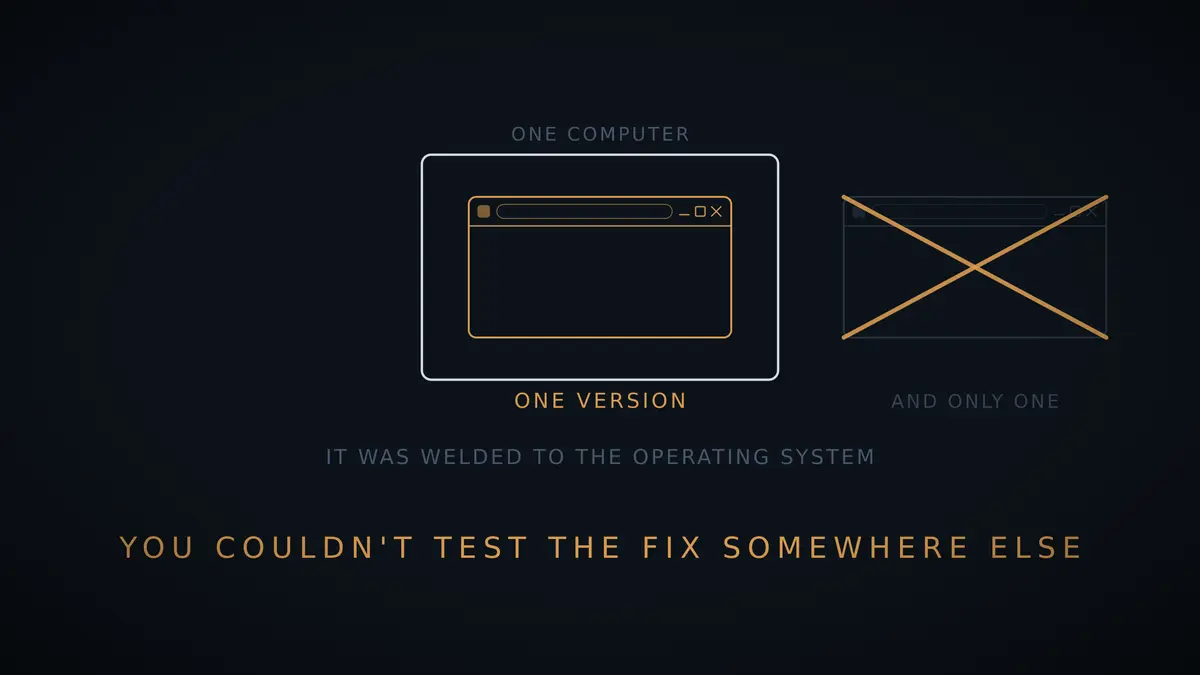 ONE COMPUTER
ONE VERSION
AND ONLY ONE
IT WAS WELDED TO THE OPERATING SYSTEM
YOU COULDN'T TEST THE FIX SOMEWHERE ELSE